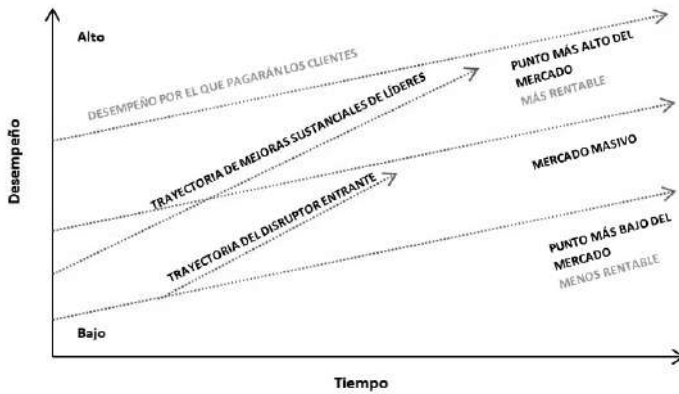 Alto
DESEMPEÑO POR EL QUE PAGARÁN LOS CLIENTES
PUNTO MÁS ALTO DEL
MERCADO
MÁS RENTABLE
TRAYECTORIA DE MEJORAS SUSTANCIALES DE LÍDERES
MERCADO MASIVO
Desempeño
TRAYECTORIA DEL DISRUPTOR ENTRANTE
PUNTO MÁS BAJO DEL
MERCADO
MENOS RENTABLE
Bajo
Tiempo